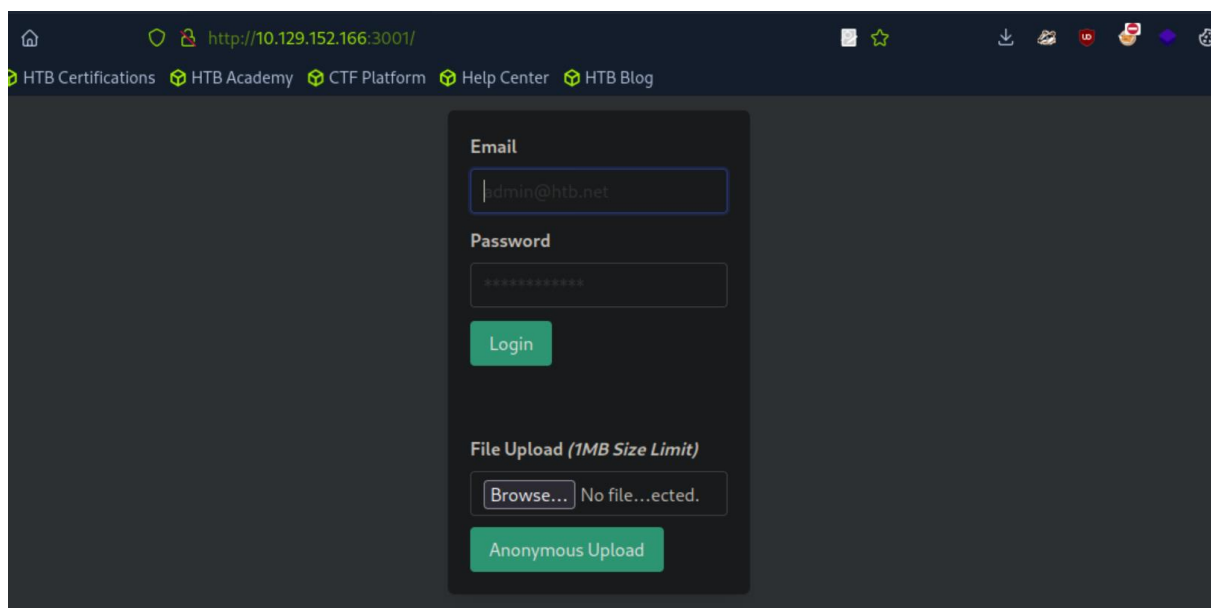 http://10.129.152.166:3001/
HTB Certifications HTB Academy CTF Platform Help Center HTB Blog
Email
admin@htb.net
Password
************
Login
File Upload (1MB Size Limit)
Browse... No file...ected.
Anonymous Upload